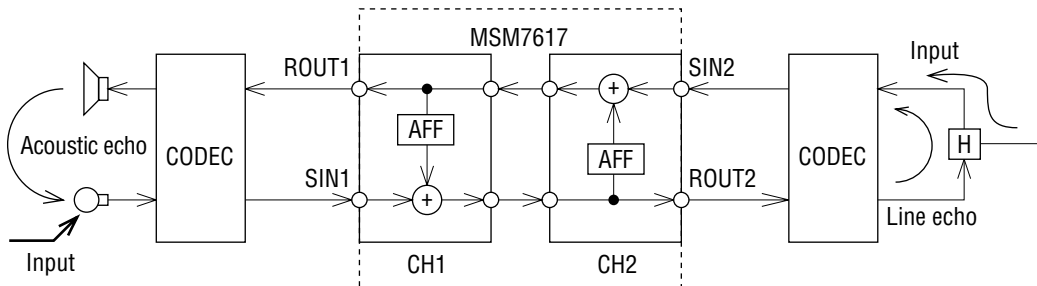 MSM7617
Input
ROUT1
SIN2
AFF
+
Acoustic echo
CODEC
AFF
CODEC
H
SIN1
+
ROUT2
Line echo
Input
CH1
CH2